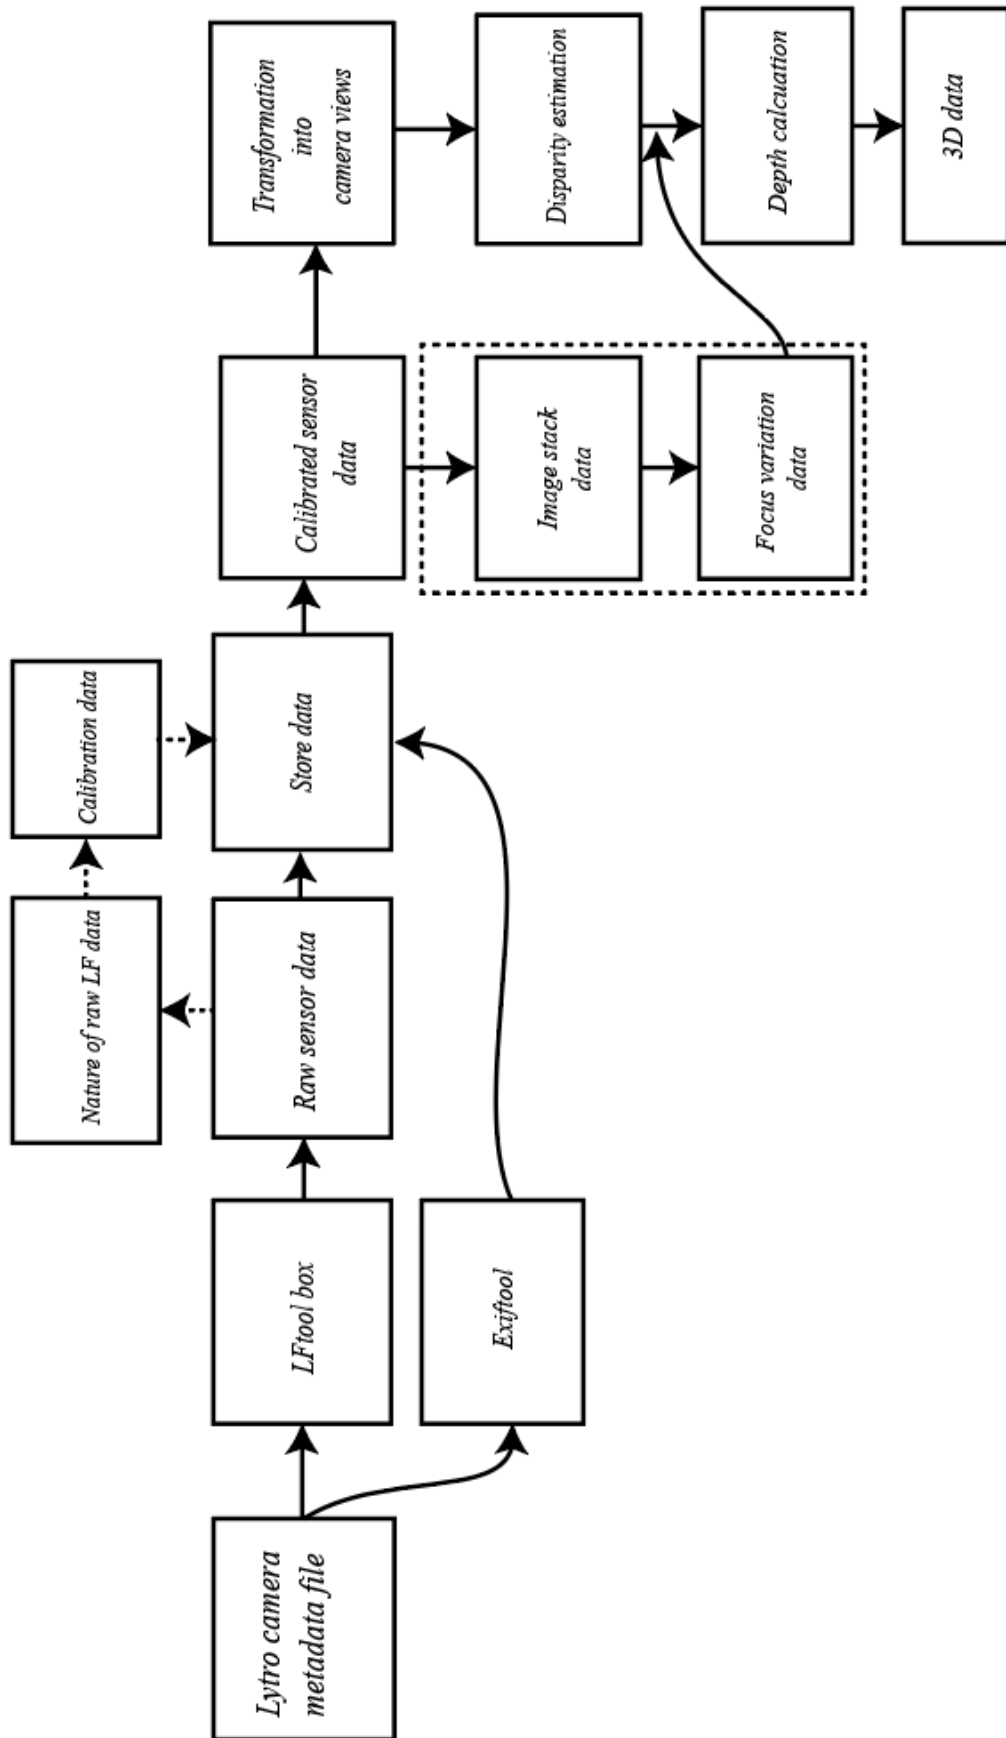 Lytro camera
metadata file
LFtool box
Exiftool
Raw sensor data
Nature of raw LF data
Calibration data
Store data
Calibrated sensor
data
Image stack
data
Focus variation
data
Transformation
into
camera views
Disparity estimation
Depth calcuation
3D data